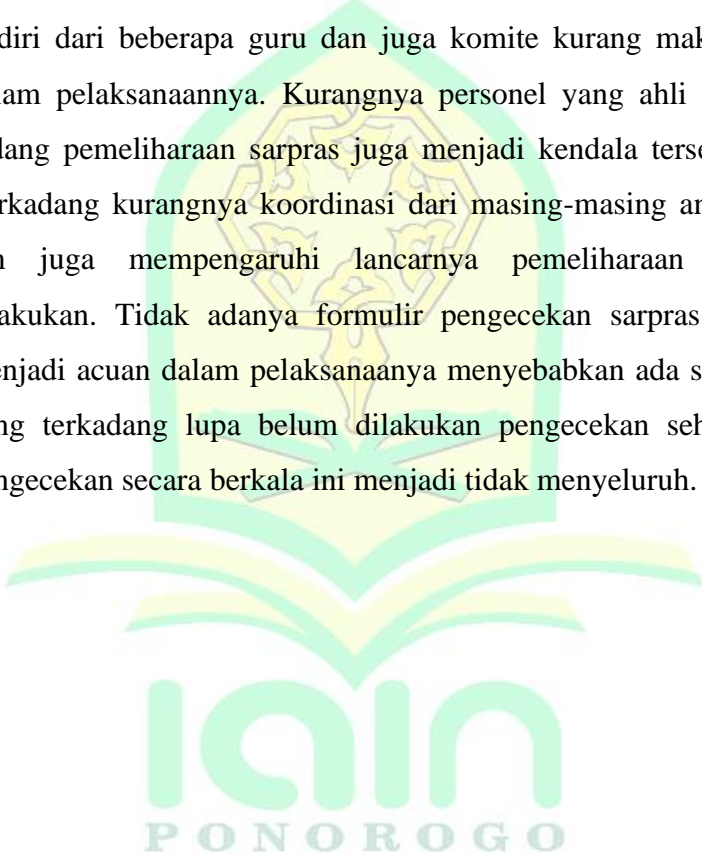 diri dari beberapa guru dan juga komite kurang mak
lam pelaksanaannya. Kurangnya personel yang ahli
dang pemeliharaan sarpras juga menjadi kendala terse
rkadang kurangnya koordinasi dari masing-masing an
n juga mempengaruhi lancarnya pemeliharaan
akukan. Tidak adanya formulir pengecekan sarpras
enjadi acuan dalam pelaksanaanya menyebabkan ada s
ng terkadang lupa belum dilakukan pengecekan seh
ngecekan secara berkala ini menjadi tidak menyeluruh.
iain
PONOROGO